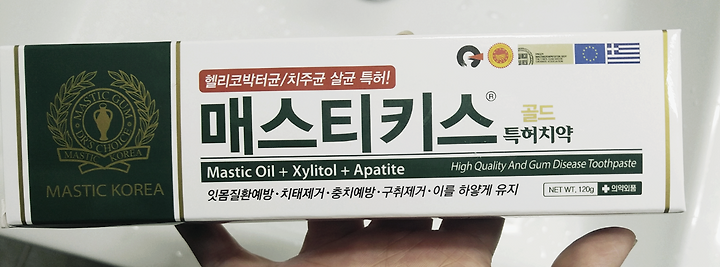 헬리코박터균/치주균 살균 특허!
매스티키스®
골드
특허치약
Mastic Oil + Xylitol + Apatite
High Quality And Gum Disease Toothpaste
잇몸질환예방·치태제거·충치예방·구취제거·이를 하얗게 유지
NET WT, 120g
의약외품
MASTIC GUM
DR'S CHOICE
MASTIC KOREA
MASTIC KOREA